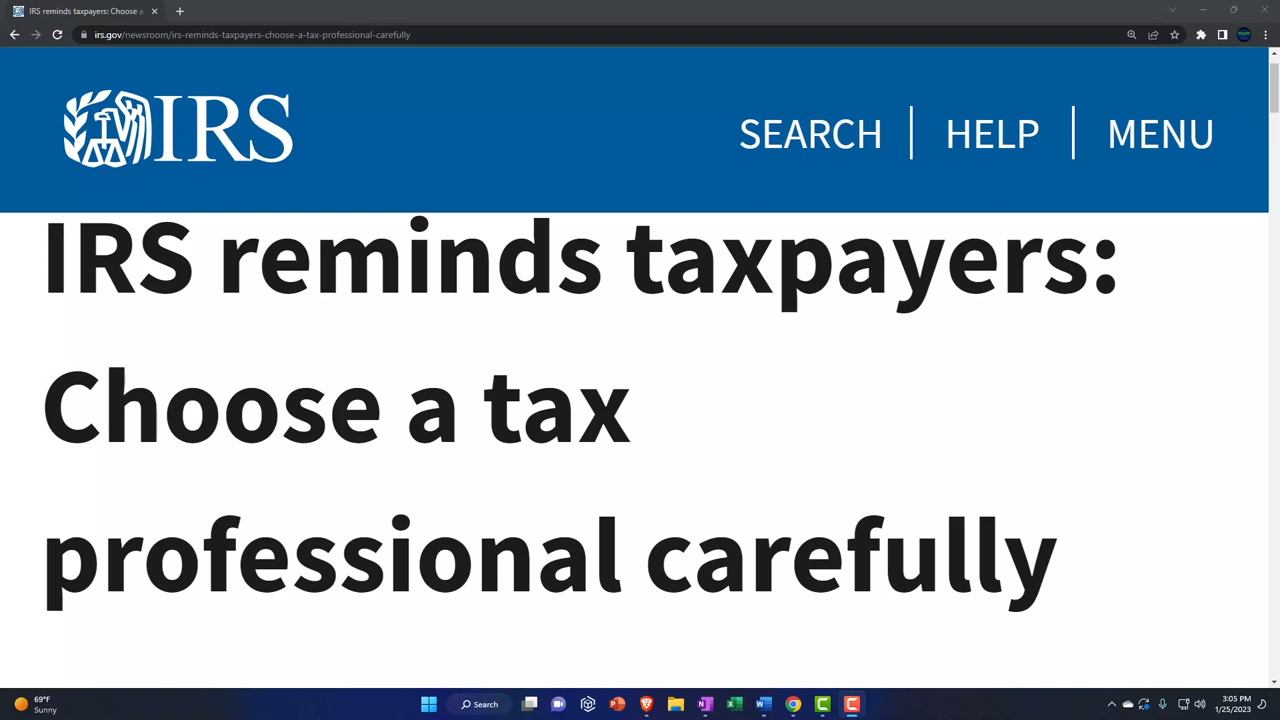 IRS reminds taxpayers: Choose a
irs.gov/newsroom/irs-reminds-taxpayers-choose-a-tax-professional-carefully
IRS
SEARCH
HELP
MENU
IRS reminds taxpayers:
Choose a tax
professional carefully
69°F
Sunny
Search
3:05 PM
1/25/2023